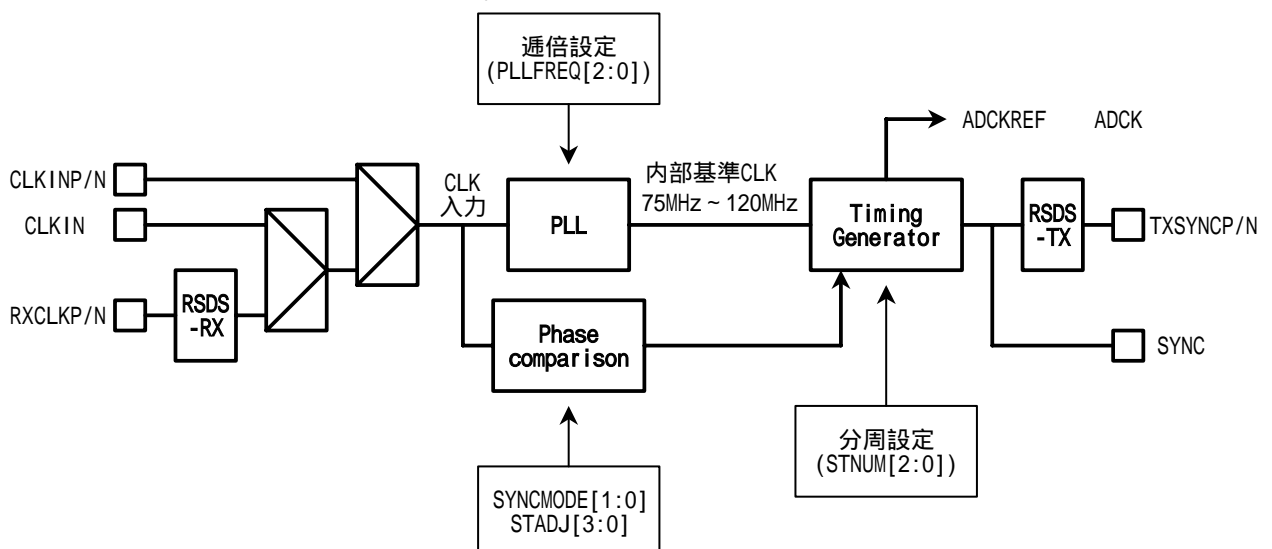 逓倍設定
(PLLFREQ[2:0])
ADCKREF ADCK
CLKINP/N
CLK
入力
PLL
内部基準CLK
75MHz ~ 120MHz
Timing
Generator
RSDS
-TX
TXSYNCP/N
CLKIN
RXCLKP/N
RSDS
-RX
Phase
comparison
SYNC
分周設定
(STNUM[2:0])
SYNCMODE[1:0]
STADJ[3:0]